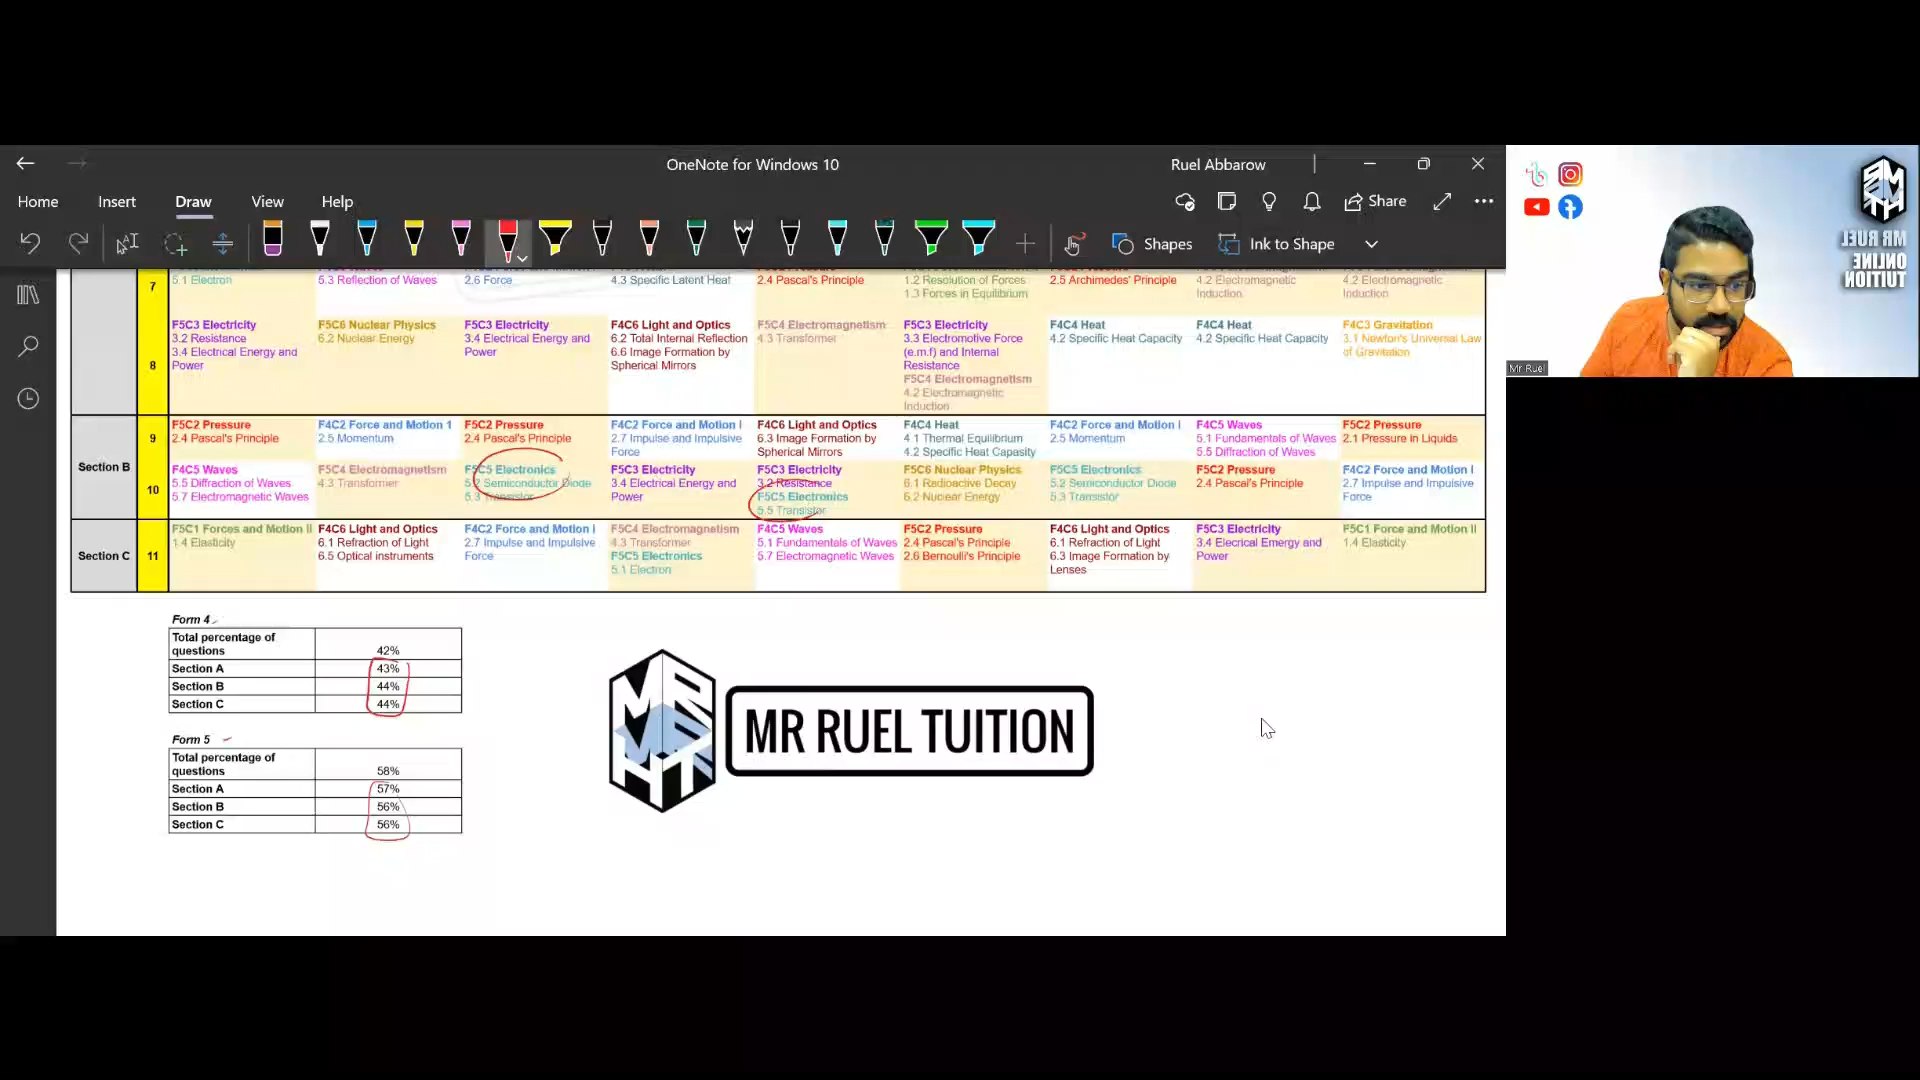 OneNote for Windows 10
Ruel Abbarow
Home Insert Draw View Help
Share
Shapes
Ink to Shape
7
5.1 Electron
5.3 Reflection of Waves
2.6 Force
4.3 Specific Latent Heat
2.4 Pascal's Principle
1.2 Resolution of Forces
1.3 Forces in Equilibrium
2.5 Archimedes' Principle
4.2 Electromagnetic
Induction
4.2 Electromagnetic
Induction
8
F5C3 Electricity
3.2 Resistance
3.4 Electrical Energy and
Power
F5C6 Nuclear Physics
6.2 Nuclear Energy
F5C3 Electricity
3.4 Electrical Energy and
Power
F4C6 Light and Optics
6.2 Total Internal Reflection
6.6 Image Formation by
Spherical Mirrors
F5C4 Electromagnetism
4.3 Transformer
F5C3 Electricity
3.3 Electromotive Force
(e.m.f) and Internal
Resistance
F5C4 Electromagnetism
4.2 Electromagnetic
Induction
F4C4 Heat
4.2 Specific Heat Capacity
F4C4 Heat
4.2 Specific Heat Capacity
F4C3 Gravitation
3.1 Newton's Universal Law
of Gravitation
Section B
9
F5C2 Pressure
2.4 Pascal's Principle
F4C2 Force and Motion 1
2.5 Momentum
F5C2 Pressure
2.4 Pascal's Principle
F4C2 Force and Motion I
2.7 Impulse and Impulsive
Force
F4C6 Light and Optics
6.3 Image Formation by
Spherical Mirrors
F4C4 Heat
4.1 Thermal Equilibrium
4.2 Specific Heat Capacity
F4C2 Force and Motion I
2.5 Momentum
F4C5 Waves
5.1 Fundamentals of Waves
5.5 Diffraction of Waves
F5C2 Pressure
2.1 Pressure in Liquids
10
F4C5 Waves
5.5 Diffraction of Waves
5.7 Electromagnetic Waves
F5C4 Electromagnetism
4.3 Transformer
F5C5 Electronics
5.2 Semiconductor Diode
5.3 Transistor
F5C3 Electricity
3.4 Electrical Energy and
Power
F5C3 Electricity
3.2 Resistance
F5C5 Electronics
5.5 Transistor
F5C6 Nuclear Physics
6.1 Radioactive Decay
6.2 Nuclear Energy
F5C5 Electronics
5.2 Semiconductor Diode
5.3 Transistor
F5C2 Pressure
2.4 Pascal's Principle
F4C2 Force and Motion I
2.7 Impulse and Impulsive
Force
Section C
11
F5C1 Forces and Motion II
1.4 Elasticity
F4C6 Light and Optics
6.1 Refraction of Light
6.5 Optical instruments
F4C2 Force and Motion I
2.7 Impulse and Impulsive
Force
F5C4 Electromagnetism
4.3 Transformer
F5C5 Electronics
5.1 Electron
F4C5 Waves
5.1 Fundamentals of Waves
5.7 Electromagnetic Waves
F5C2 Pressure
2.4 Pascal's Principle
2.6 Bernoulli's Principle
F4C6 Light and Optics
6.1 Refraction of Light
6.3 Image Formation by
Lenses
F5C3 Electricity
3.4 Elecrical Emergy and
Power
F5C1 Force and Motion II
1.4 Elasticity
Form 4
Total percentage of
questions 42%
Section A 43%
Section B 44%
Section C 44%
Form 5
Total percentage of
questions 58%
Section A 57%
Section B 56%
Section C 56%
MR RUEL TUITION
MR RUEL
ONLINE
TUITION
Mr Ruel